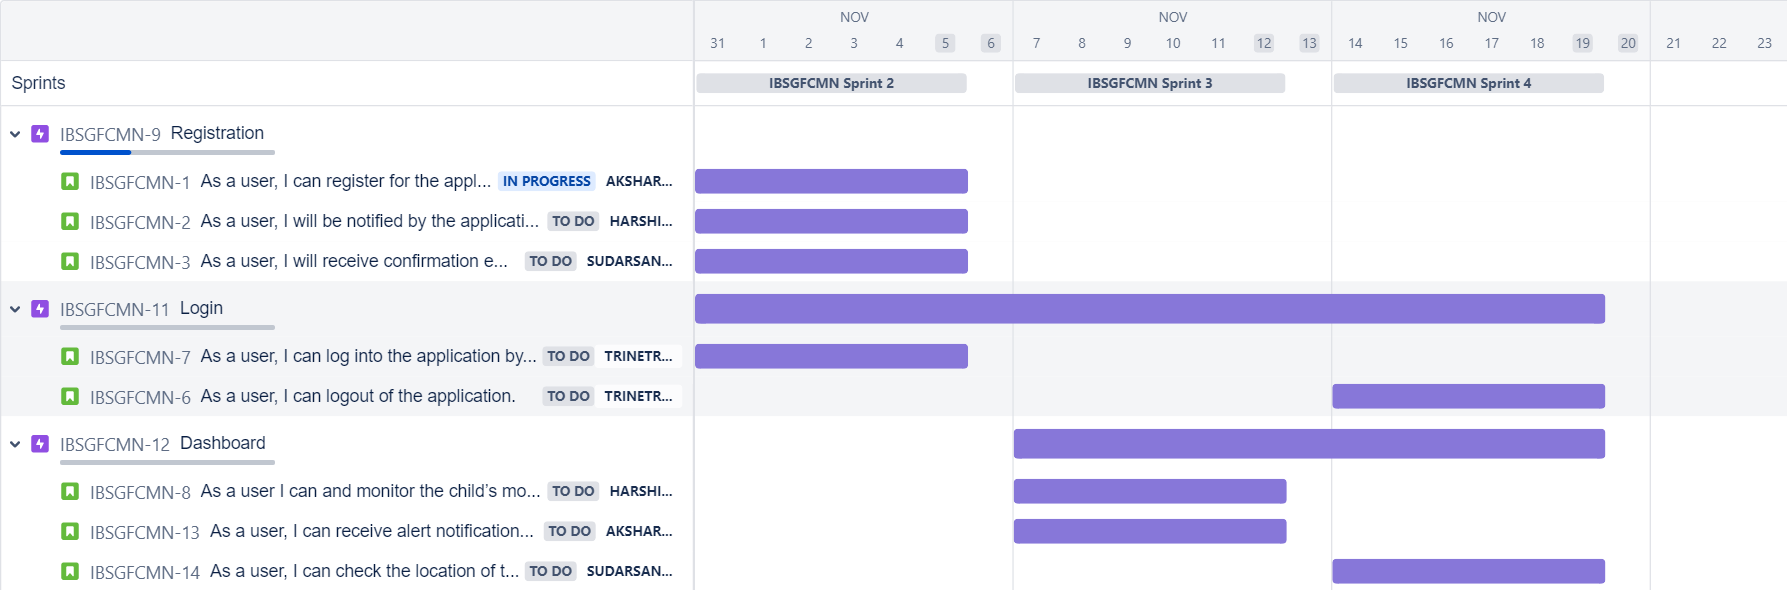 NOV NOV NOV
31 1 2 3 4 5 6 7 8 9 10 11 12 13 14 15 16 17 18 19 20 21 22 23
Sprints IBSGFCMN Sprint 2 IBSGFCMN Sprint 3 IBSGFCMN Sprint 4
IBSGFCMN-9 Registration
IBSGFCMN-1 As a user, I can register for the appl... IN PROGRESS AKSHAR...
IBSGFCMN-2 As a user, I will be notified by the applicati... TO DO HARSHI...
IBSGFCMN-3 As a user, I will receive confirmation e... TO DO SUDARSAN...
IBSGFCMN-11 Login
IBSGFCMN-7 As a user, I can log into the application by... TO DO TRINETR...
IBSGFCMN-6 As a user, I can logout of the application. TO DO TRINETR...
IBSGFCMN-12 Dashboard
IBSGFCMN-8 As a user I can and monitor the child’s mo... TO DO HARSHI...
IBSGFCMN-13 As a user, I can receive alert notification... TO DO AKSHAR...
IBSGFCMN-14 As a user, I can check the location of t... TO DO SUDARSAN...